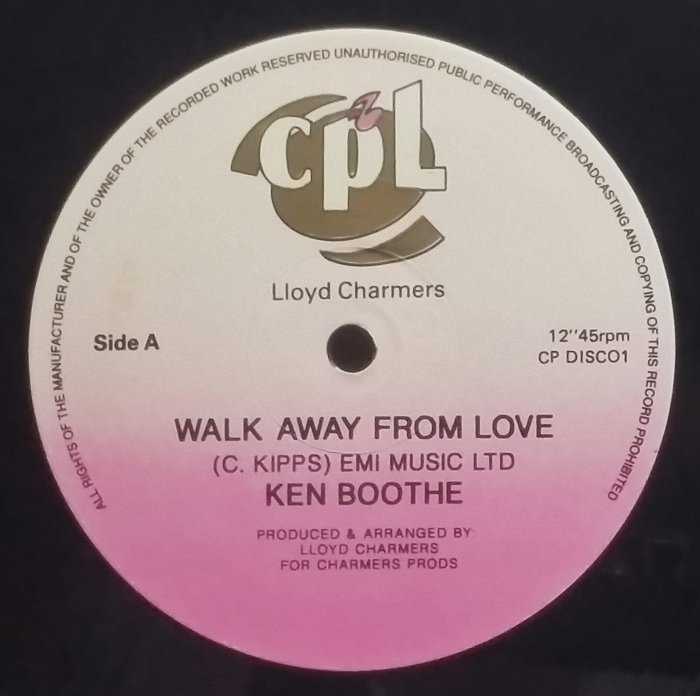 ALL RIGHTS OF THE MANUFACTURER AND OF THE OWNER OF THE RECORDED WORK RESERVED UNAUTHORISED PUBLIC PERFORMANCE BROADCASTING AND COPYING OF THIS RECORD PROHIBITED
cpL
Lloyd Charmers
Side A
12''45rpm
CP DISCO1
WALK AWAY FROM LOVE
(C. KIPPS) EMI MUSIC LTD
KEN BOOTHE
PRODUCED & ARRANGED BY
LLOYD CHARMERS
FOR CHARMERS PRODS